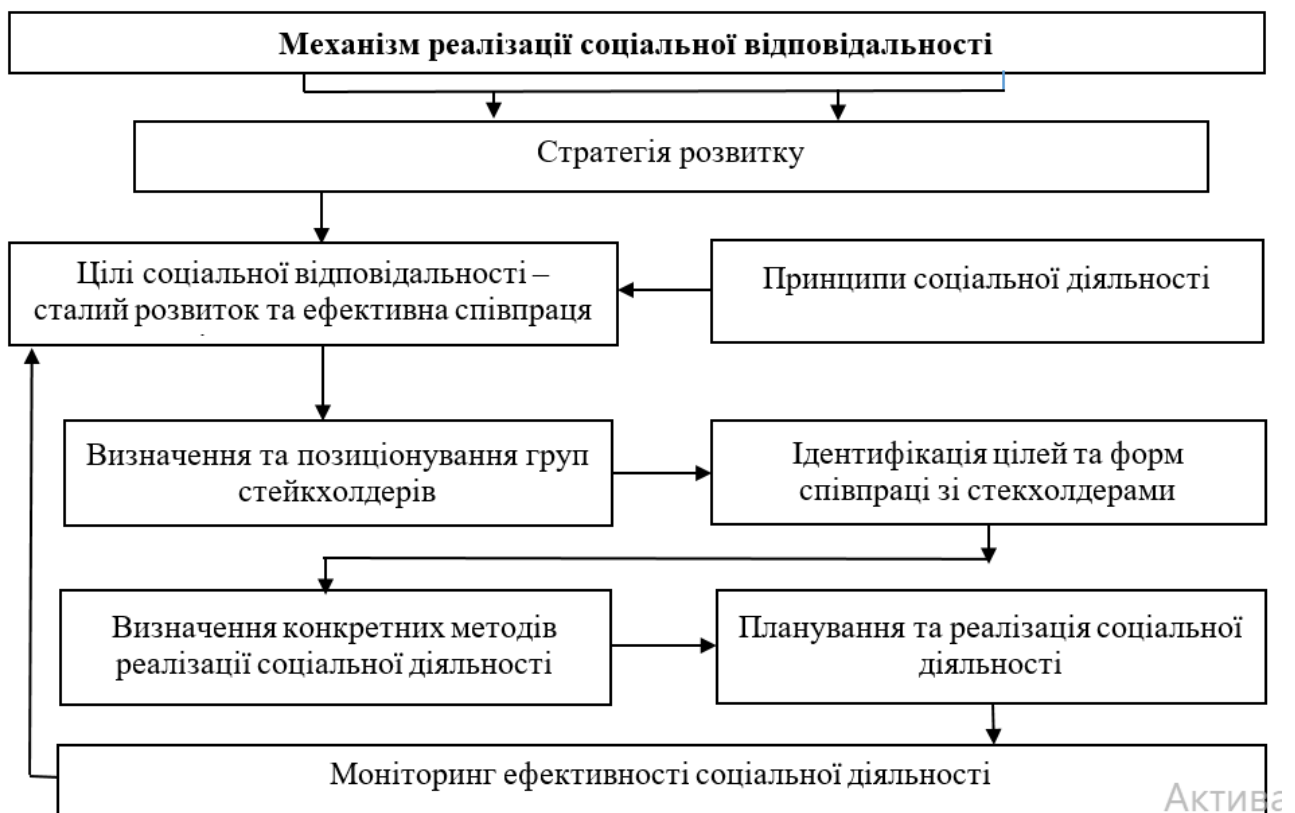 Механізм реалізації соціальної відповідальності
Стратегія розвитку
Цілі соціальної відповідальності –
сталий розвиток та ефективна співпраця
Принципи соціальної діяльності
Визначення та позиціонування груп
стейкхолдерів
Ідентифікація цілей та форм
співпраці зі стекхолдерами
Визначення конкретних методів
реалізації соціальної діяльності
Планування та реалізація соціальної
діяльності
Моніторинг ефективності соціальної діяльності